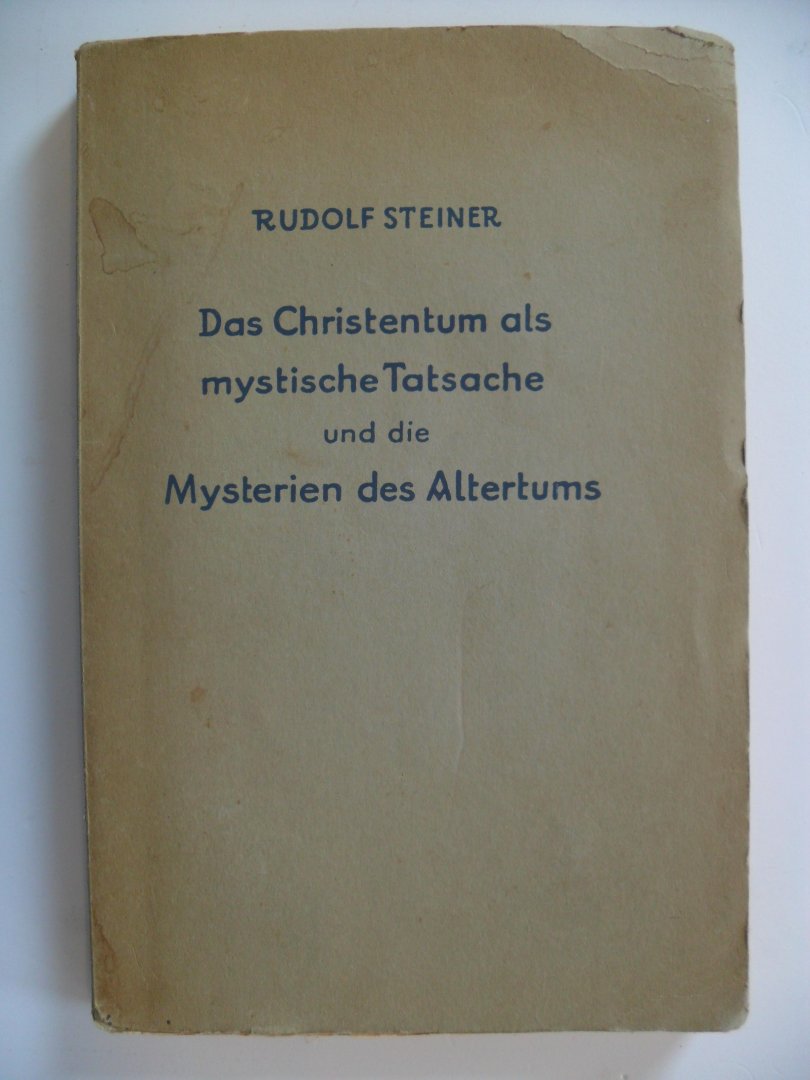 RUDOLF STEINER
Das Christentum als
mystische Tatsache
und die
Mysterien des Altertums